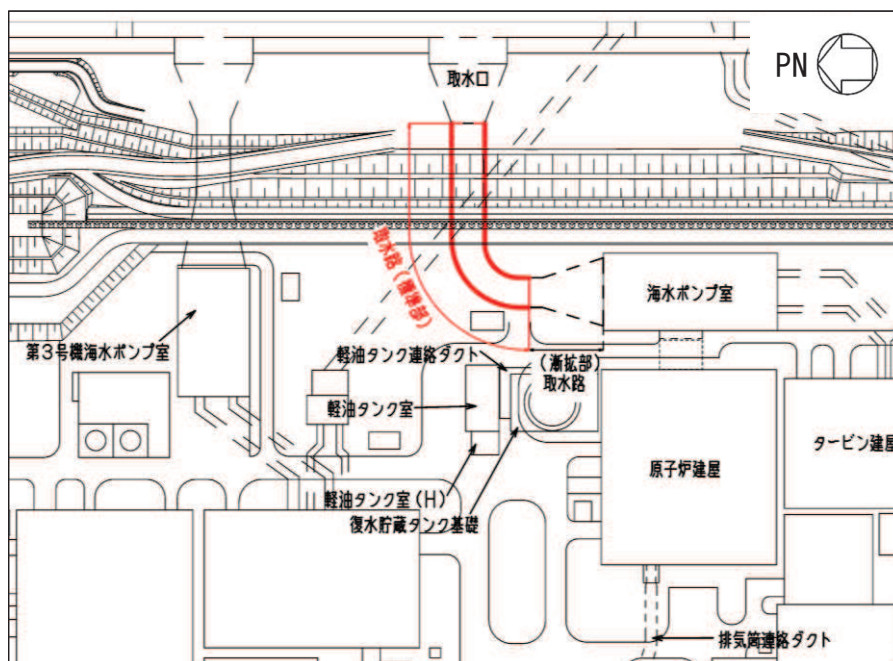 PN
取水口
取水路(標準部)
海水ポンプ室
第3号機海水ポンプ室
軽油タンク連絡ダクト
(漸拡部)
取水路
軽油タンク室
タービン建屋
原子炉建屋
軽油タンク室(H)
復水貯蔵タンク基礎
排気筒連絡ダクト